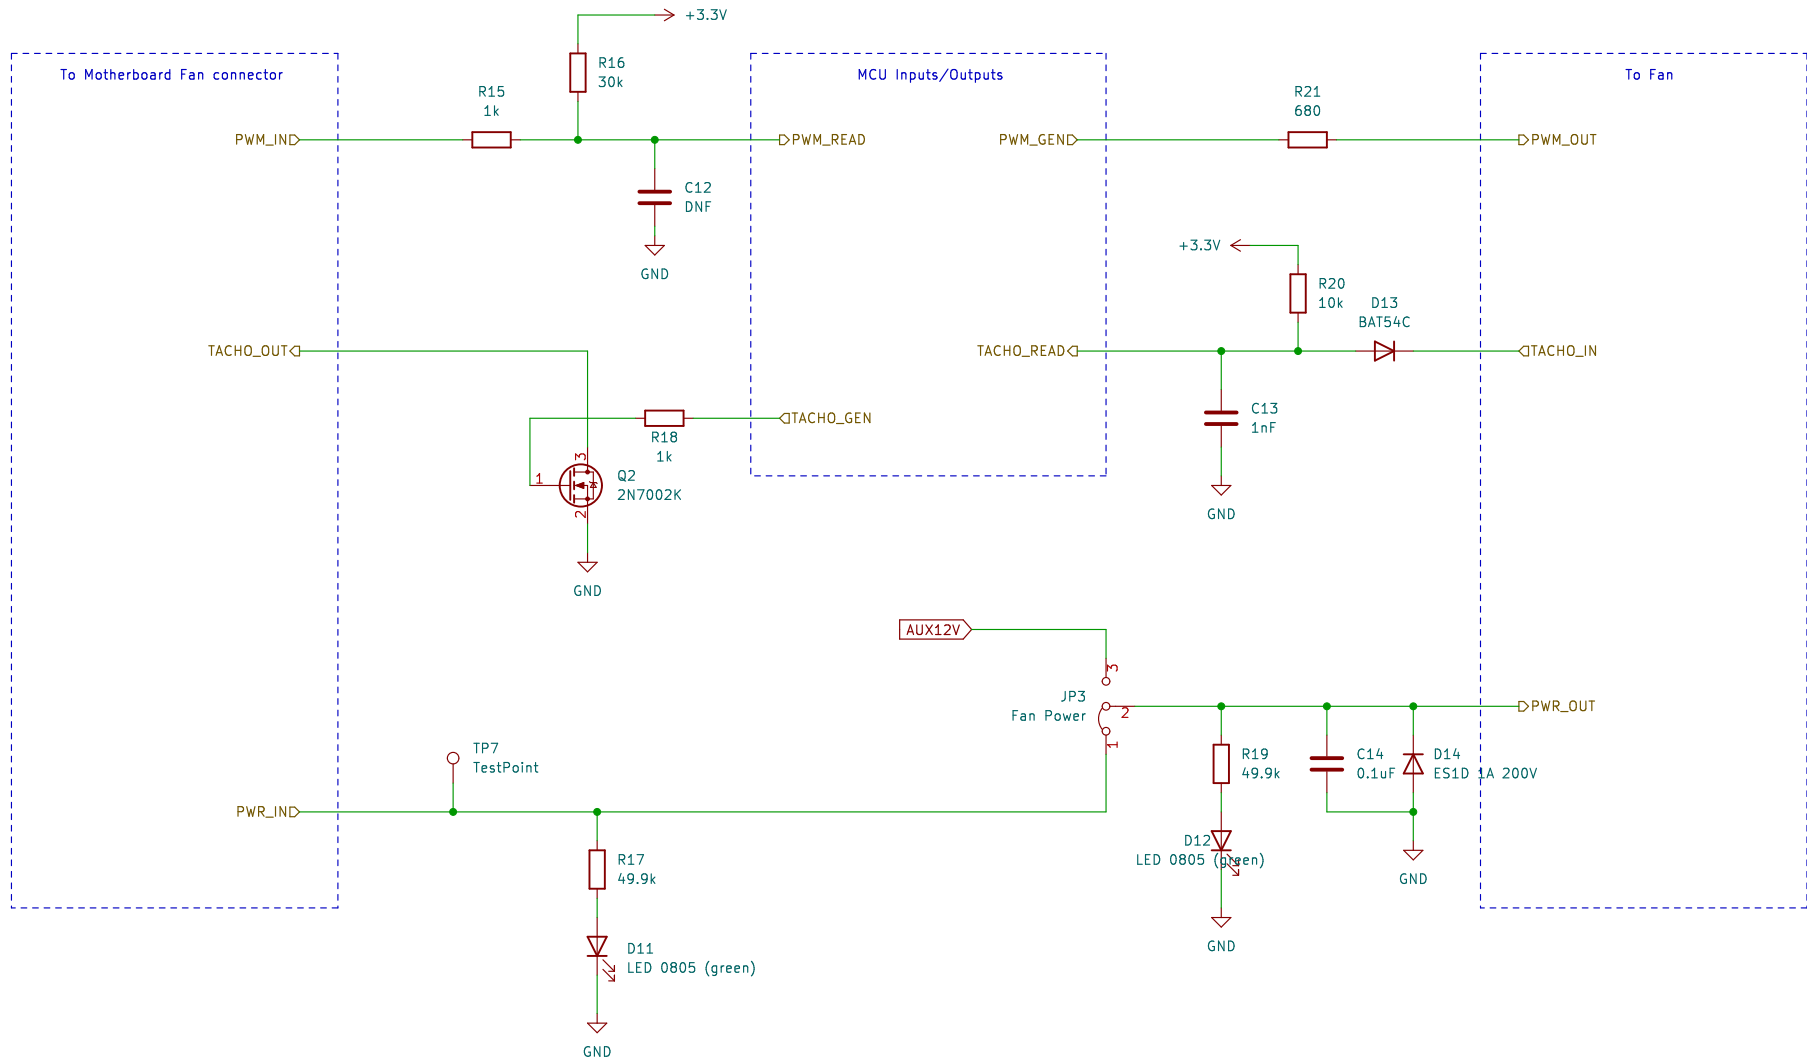 +3.3V
To Motherboard Fan connector
R16
30k
MCU Inputs/Outputs
To Fan
R15
1k
R21
680
PWM_IN
PWM_READ
PWM_GEN
PWM_OUT
C12
DNF
GND
+3.3V
R20
10k
D13
BAT54C
TACHO_OUT
TACHO_READ
TACHO_IN
TACHO_GEN
R18
1k
C13
1nF
3
1
2
Q2
2N7002K
GND
GND
AUX12V
3
JP3
Fan Power
2
1
PWR_OUT
TP7
TestPoint
R19
49.9k
C14
0.1uF
D14
ES1D 1A 200V
PWR_IN
D12
LED 0805 (green)
R17
49.9k
GND
GND
D11
LED 0805 (green)
GND